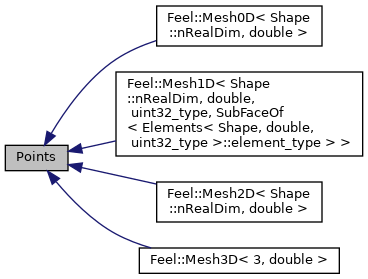 Feel::Mesh0D< Shape
::nRealDim, double >
Feel::Mesh1D< Shape
::nRealDim, double,
uint32_type, SubFaceOf
< Elements< Shape, double,
uint32_type >::element_type > >
Points
Feel::Mesh2D< Shape
::nRealDim, double >
Feel::Mesh3D< 3, double >